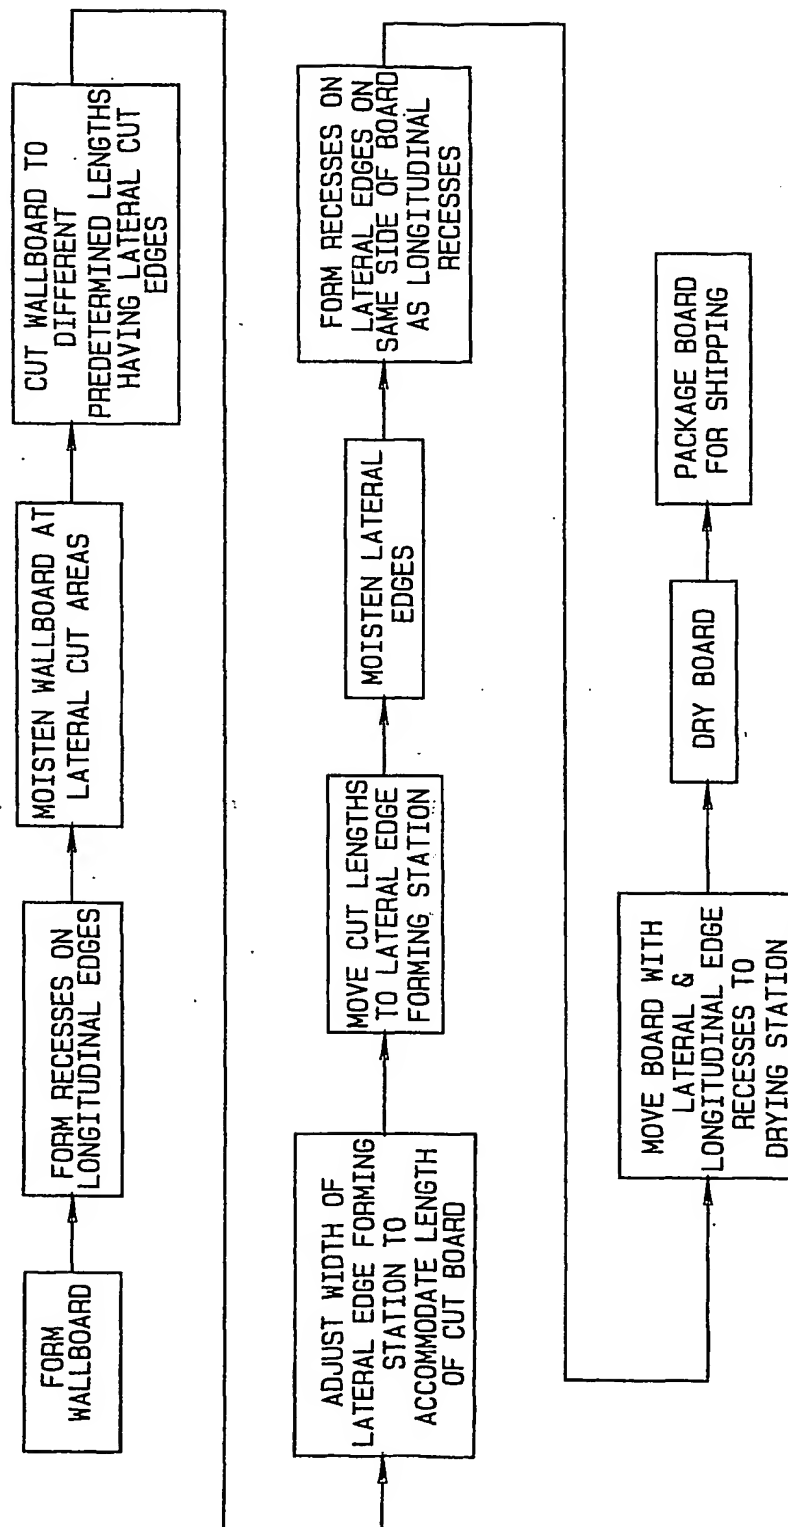 FORM
WALLBOARD
FORM RECESSES ON
LONGITUDINAL EDGES
MOISTEN WALLBOARD AT
LATERAL CUT AREAS
CUT WALLBOARD TO
DIFFERENT
PREDETERMINED LENGTHS
HAVING LATERAL CUT
EDGES
ADJUST WIDTH OF
LATERAL EDGE FORMING
STATION TO
ACCOMMODATE LENGTH
OF CUT BOARD
MOVE CUT LENGTHS
TO LATERAL EDGE
FORMING STATION
MOISTEN LATERAL
EDGES
FORM RECESSES ON
LATERAL EDGES ON
SAME SIDE OF BOARD
AS LONGITUDINAL
RECESSES
MOVE BOARD WITH
LATERAL &
LONGITUDINAL EDGE
RECESSES TO
DRYING STATION
DRY BOARD
PACKAGE BOARD
FOR SHIPPING